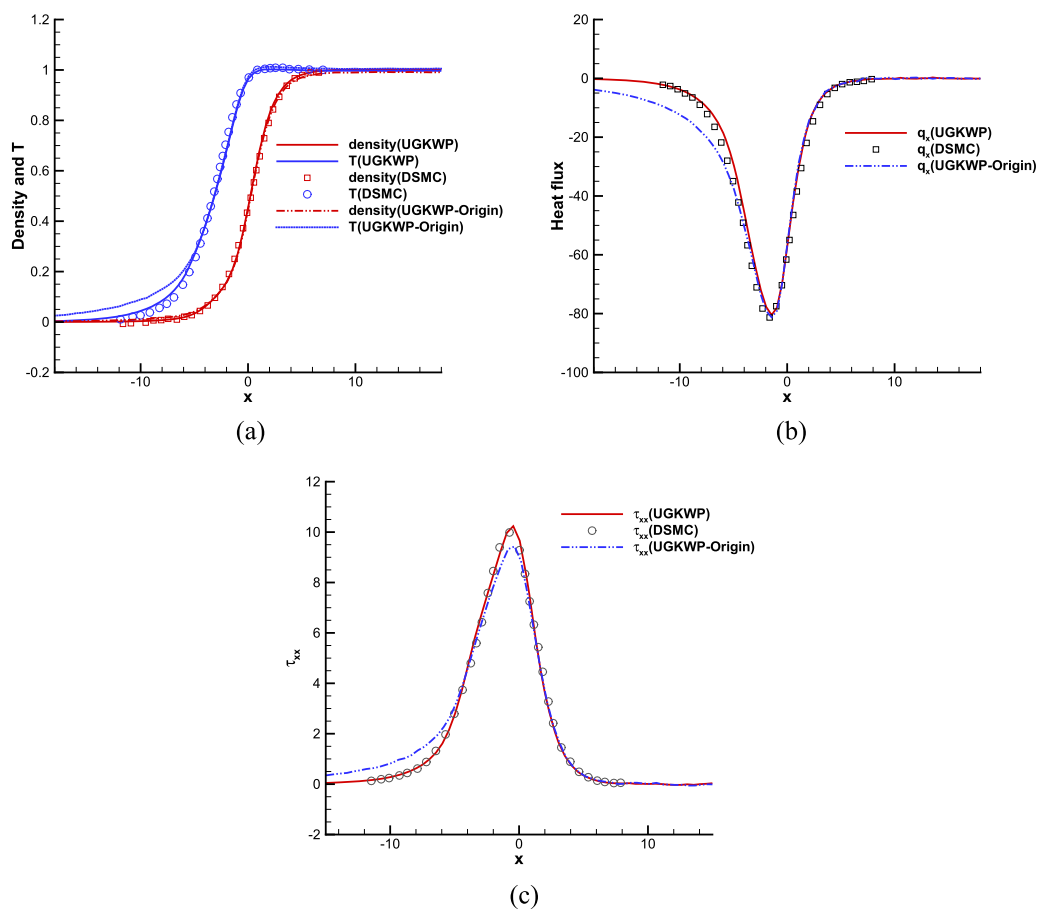 1.2
1
0.8
0.6
0.4
0.2
0
-0.2
Density and T
-10
0
10
x
density(UGKWP)
T(UGKWP)
density(DSMC)
T(DSMC)
density(UGKWP-Origin)
T(UGKWP-Origin)
(a)
20
0
-20
-40
-60
-80
-100
Heat flux
-10
0
10
x
qx(UGKWP)
qx(DSMC)
qx(UGKWP-Origin)
(b)
12
10
8
6
4
2
0
-2
τxx
-10
0
10
x
τxx(UGKWP)
τxx(DSMC)
τxx(UGKWP-Origin)
(c)